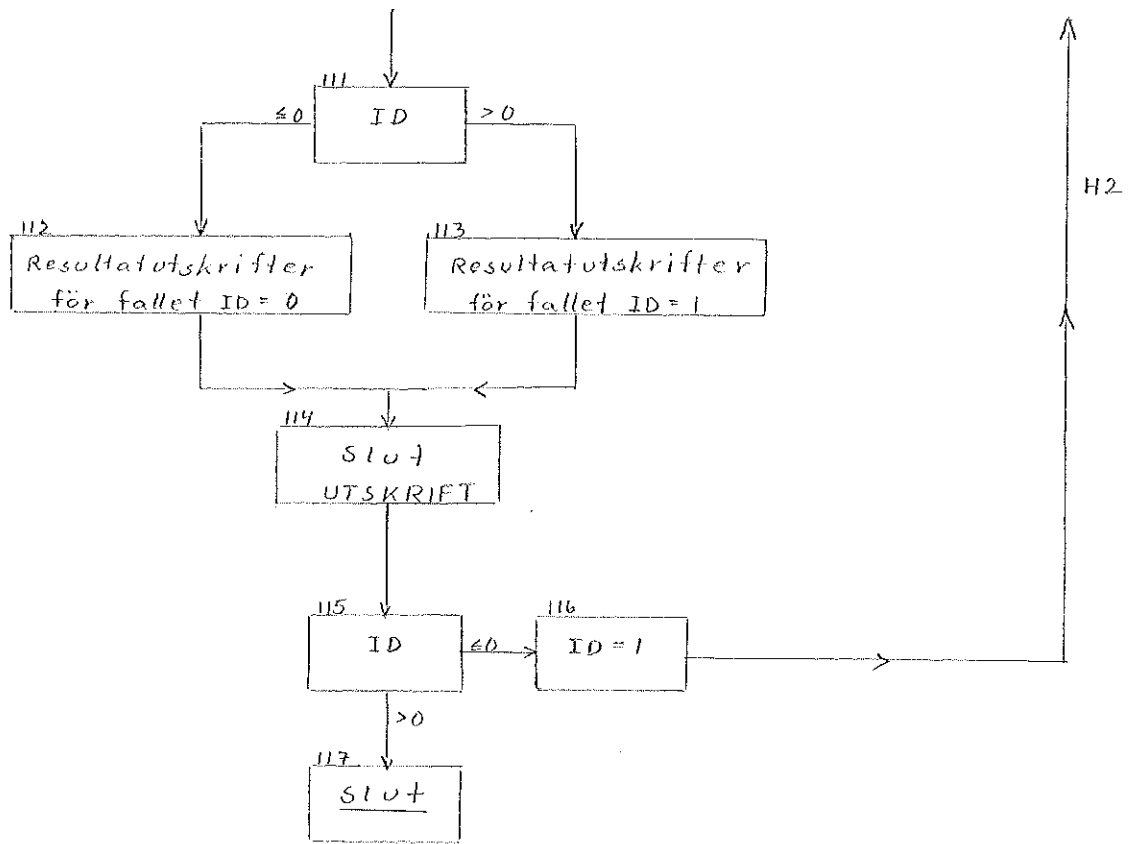 111
ID
≤0
>0
H2
112
Resultatutskrifter
för fallet ID = 0
113
Resultatutskrifter
för fallet ID = 1
114
Slut
UTSKRIFT
115
ID
≤0
116
ID = 1
>0
117
Slut